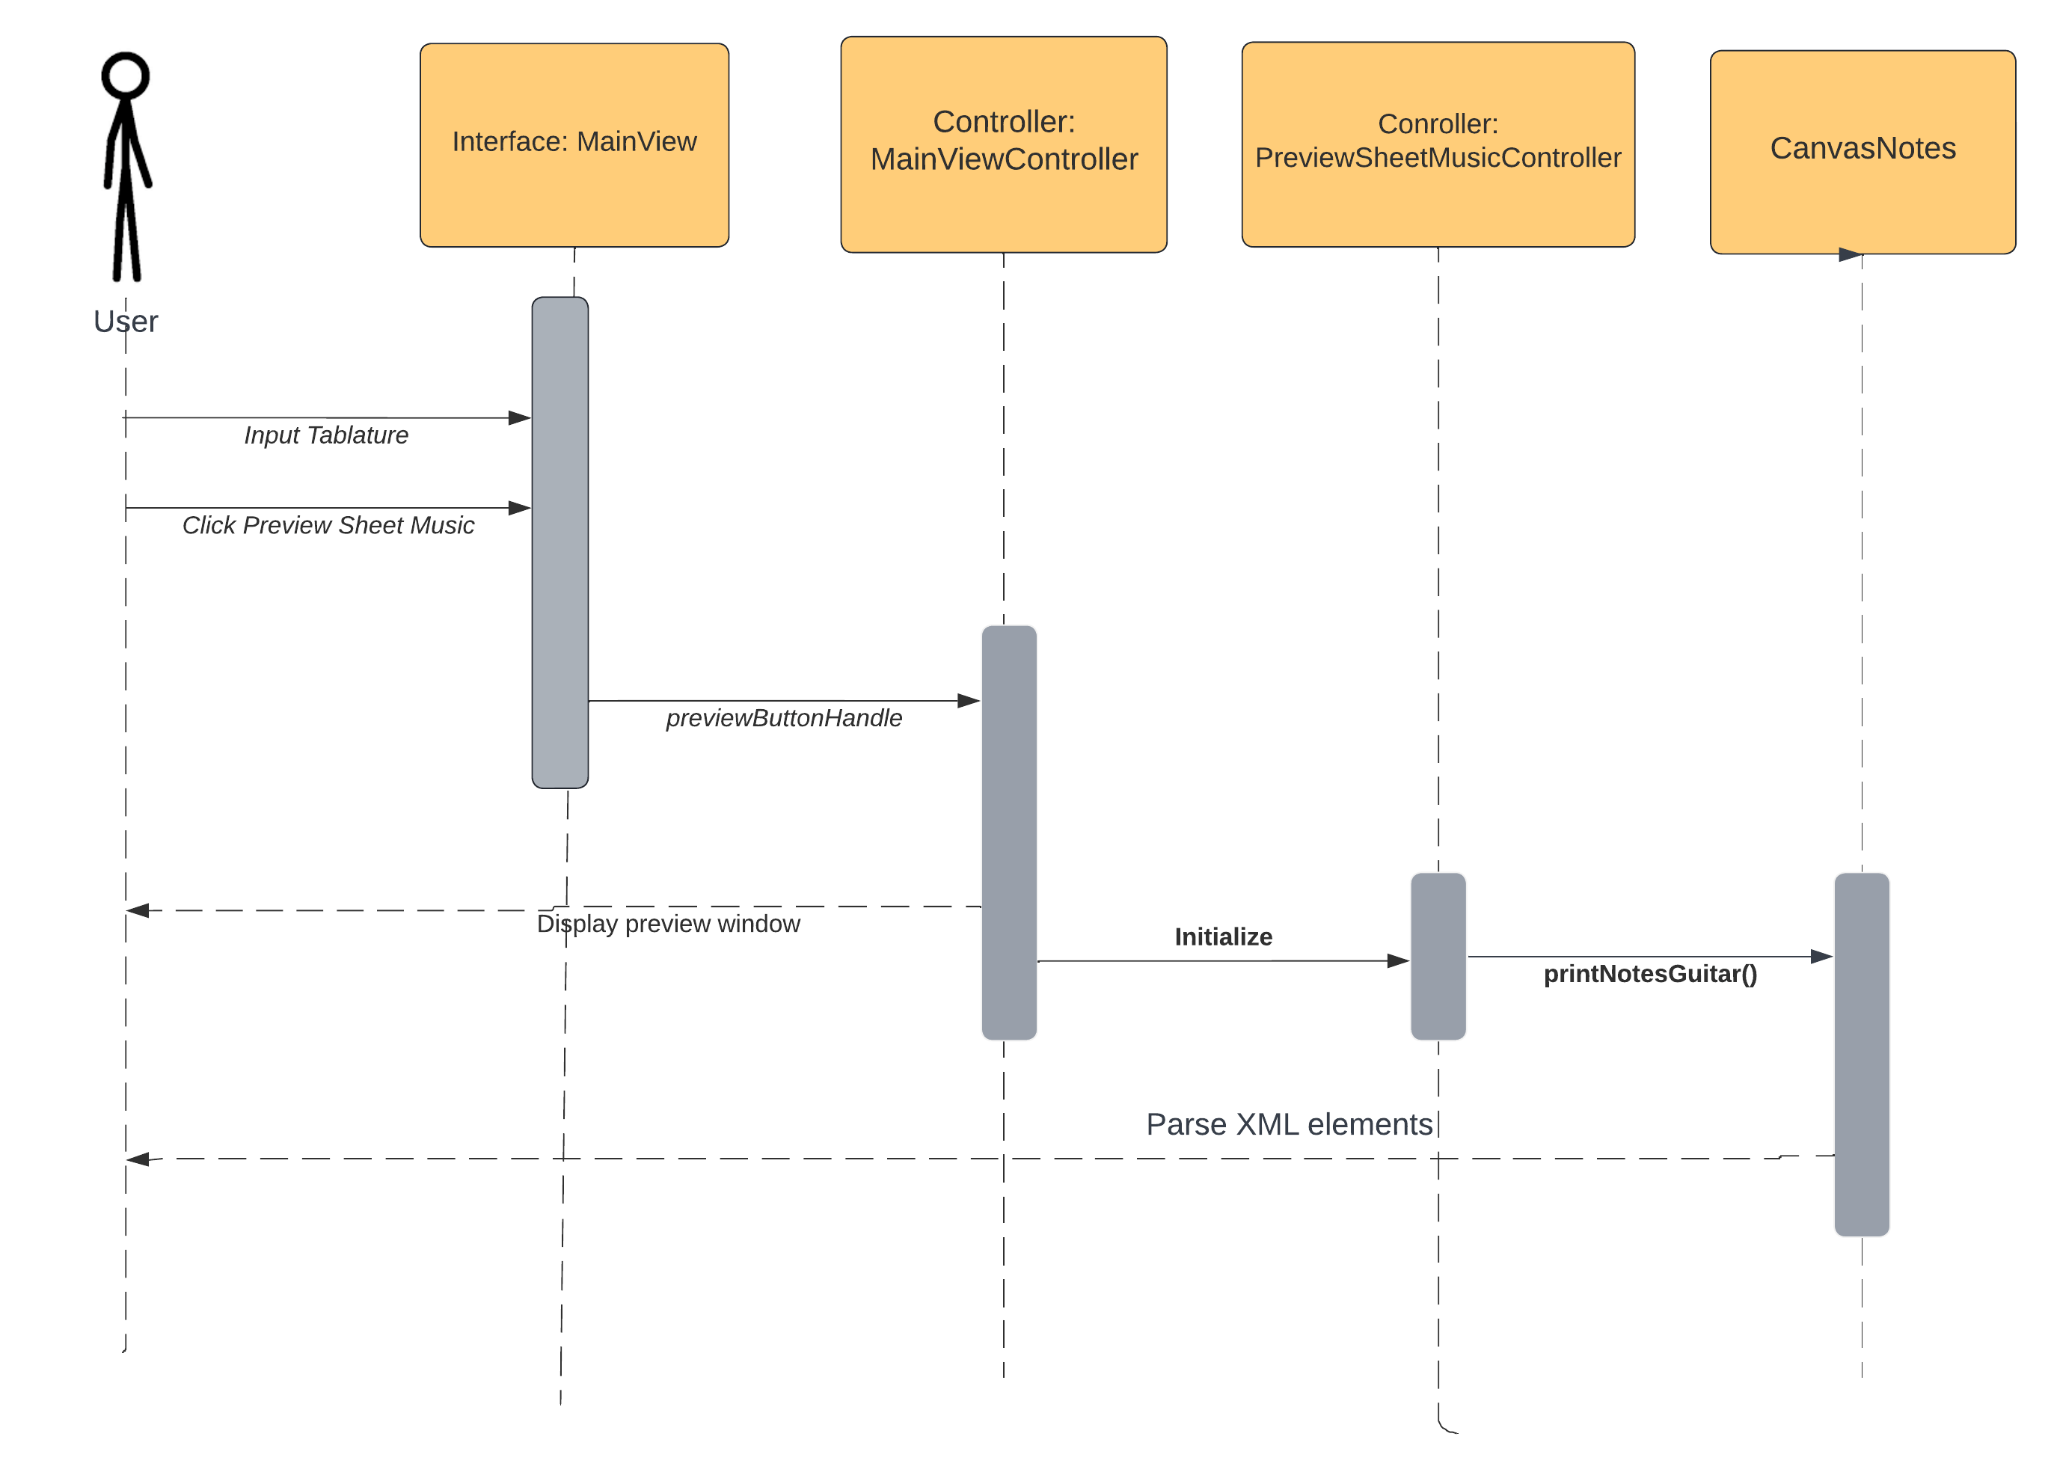 Interface: MainView
Controller:
MainViewController
Conroller:
PreviewSheetMusicController
CanvasNotes
User
Input Tablature
Click Preview Sheet Music
previewButtonHandle
Display preview window
Initialize
printNotesGuitar()
Parse XML elements